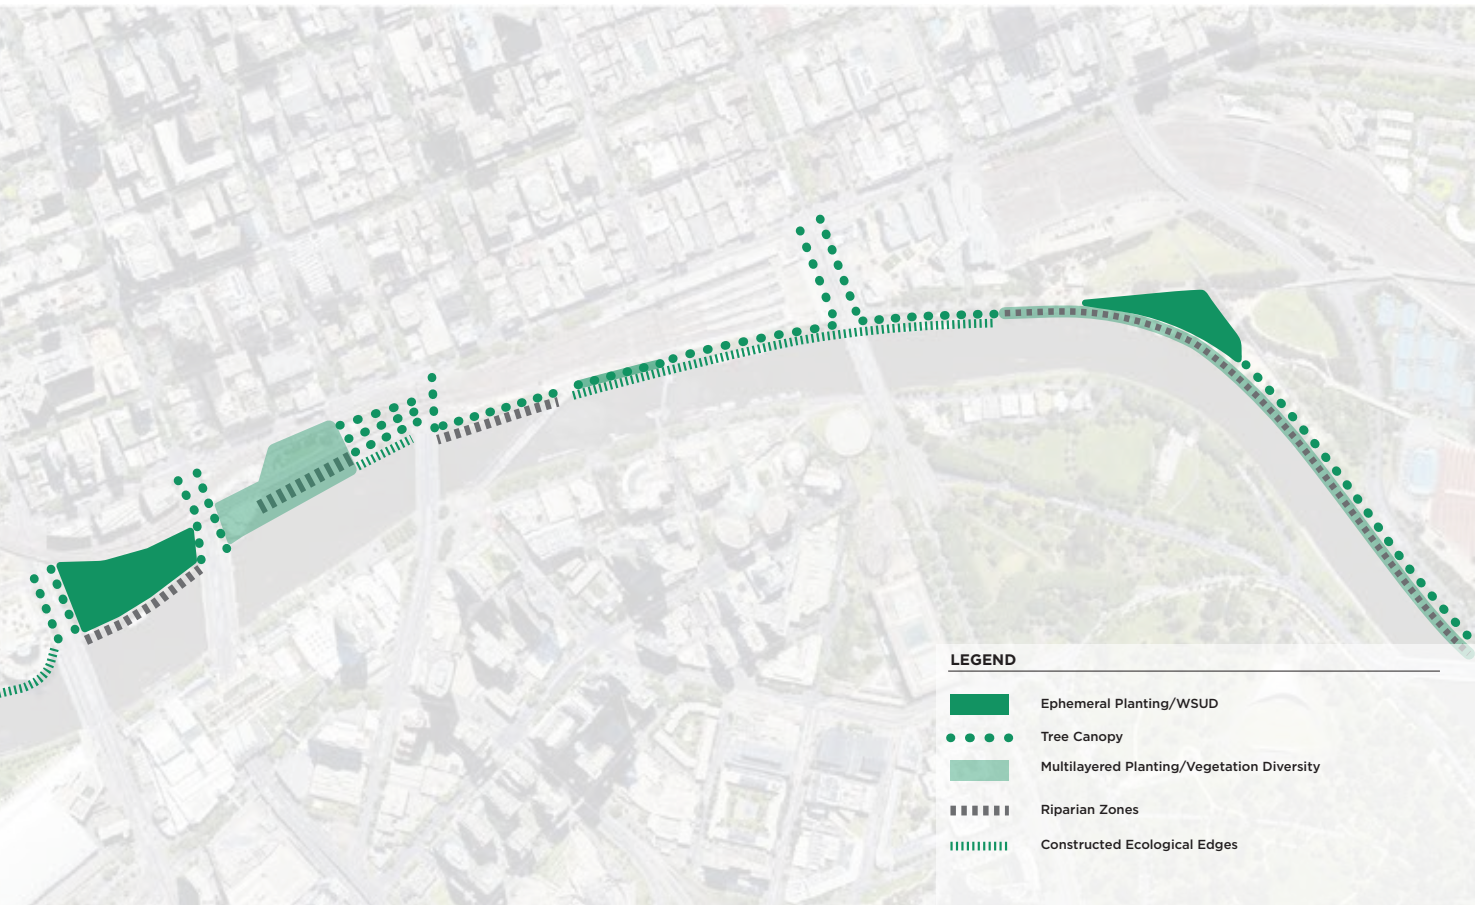 LEGEND
Ephemeral Planting/WSUD
Tree Canopy
Multilayered Planting/Vegetation Diversity
Riparian Zones
Constructed Ecological Edges